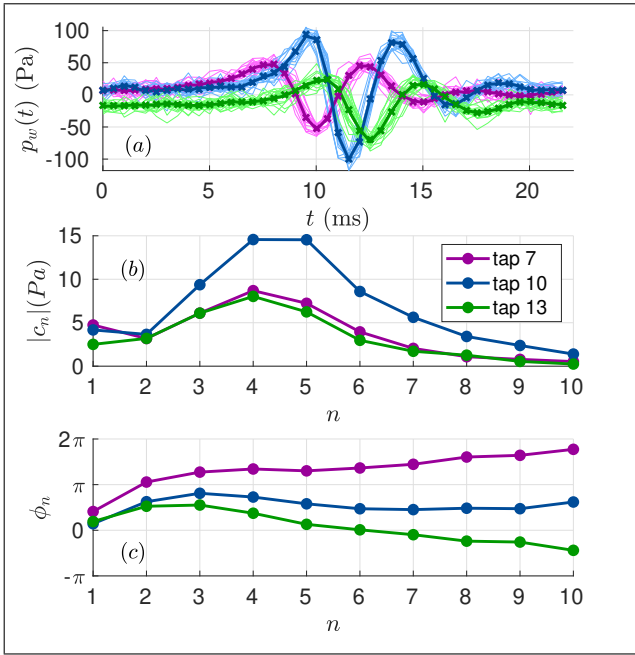 100
50
0
-50
-100
p_w(t) (Pa)
(a)
0 5 10 15 20
t (ms)
15
10
5
0
|c_n|(Pa)
(b)
tap 7
tap 10
tap 13
1 2 3 4 5 6 7 8 9 10
n
2π
π
0
-π
ϕ_n
(c)
1 2 3 4 5 6 7 8 9 10
n